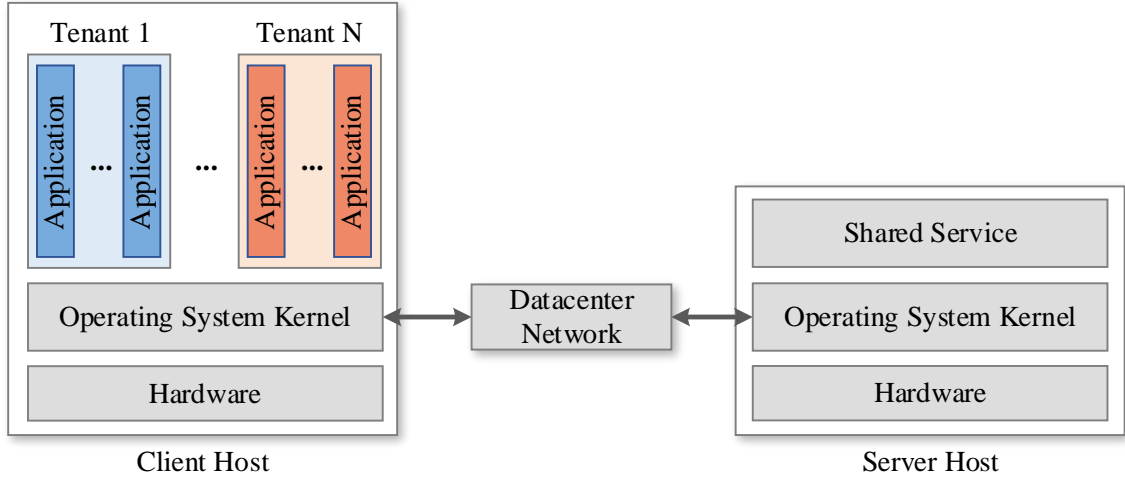 Tenant 1
Tenant N
Application
...
Application
...
Application
...
Application
Operating System Kernel
Hardware
Client Host
Datacenter
Network
Shared Service
Operating System Kernel
Hardware
Server Host